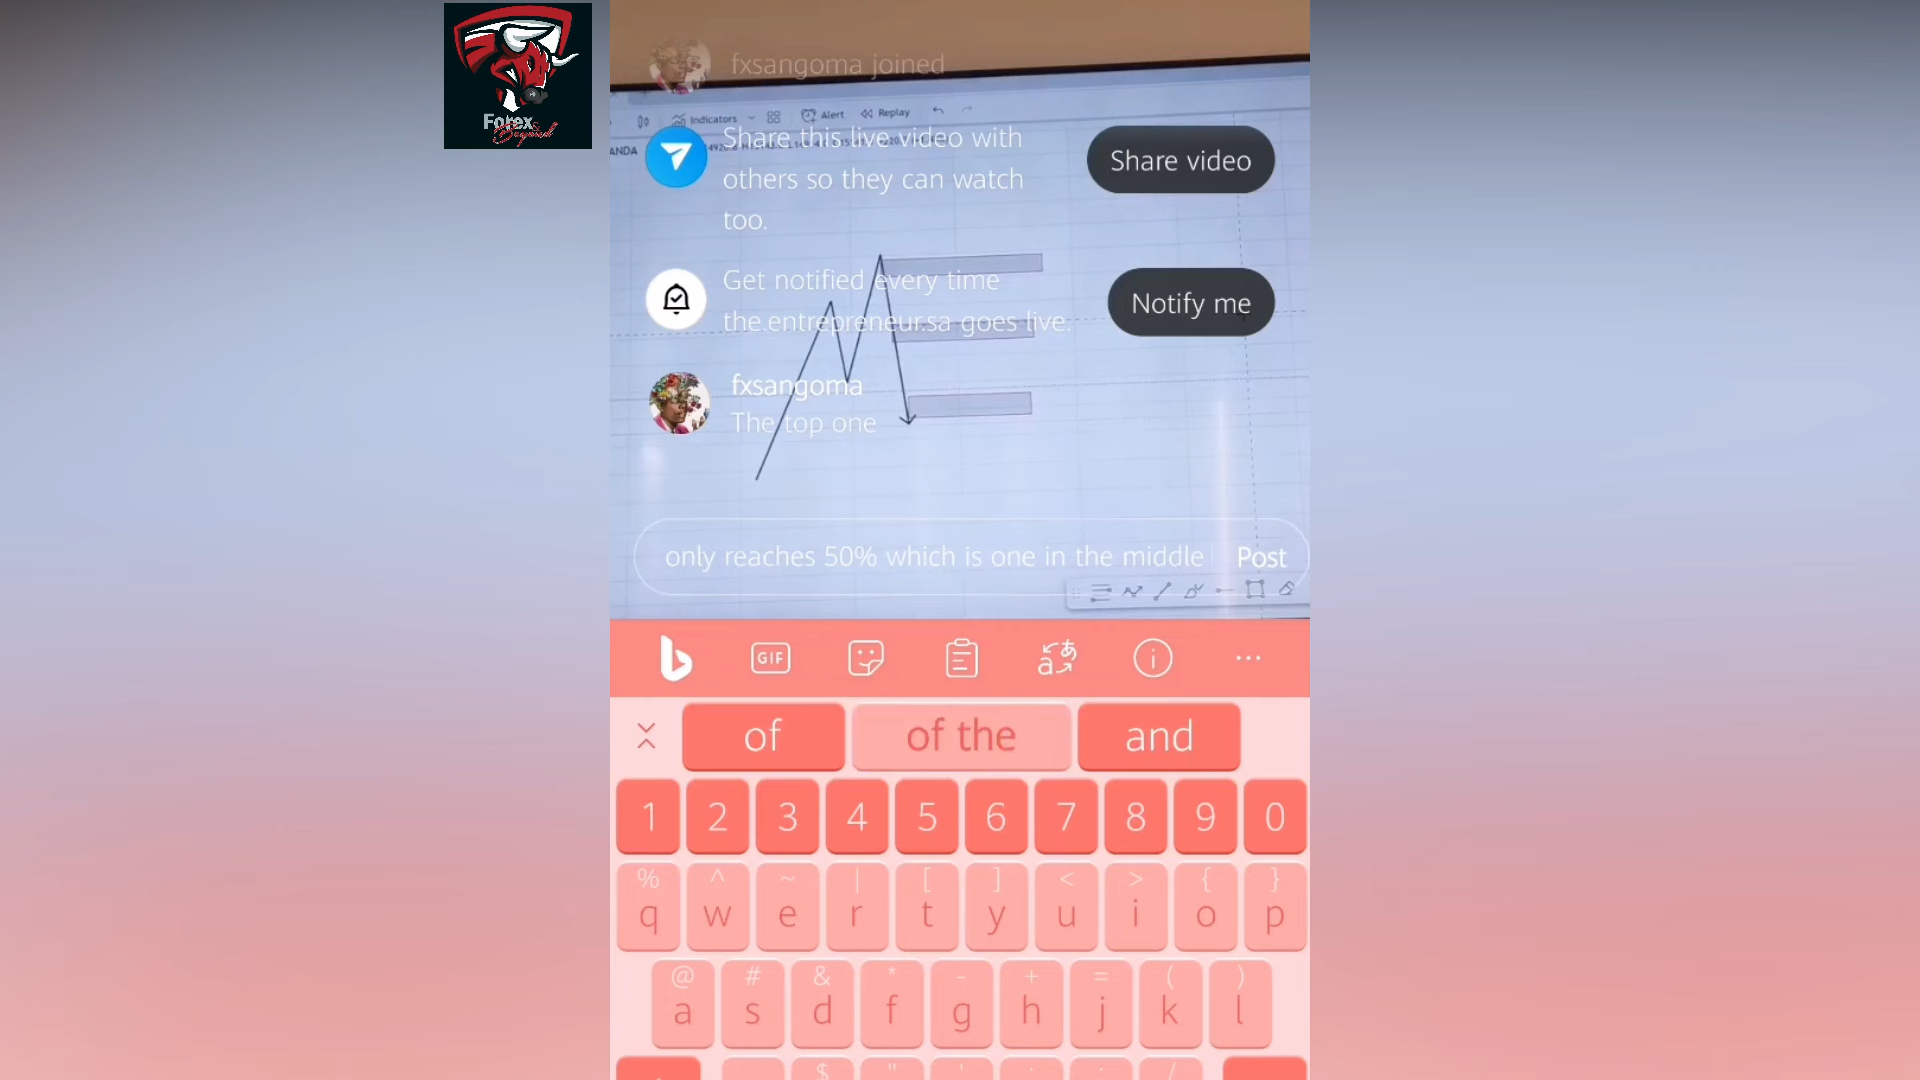 Forex
Beyond
fxsangoma joined
Indicators
Alert
Replay
ANDA
Share this live video with
others so they can watch
too.
Share video
Get notified every time
the.entrepreneur.sa goes live.
Notify me
fxsangoma
The top one
only reaches 50% which is one in the middle
Post
GIF
of
of the
and
1 2 3 4 5 6 7 8 9 0
% ^ ~ | [ ] < > { }
q w e r t y u i o p
@ # & * - + = ( )
a s d f g h j k l